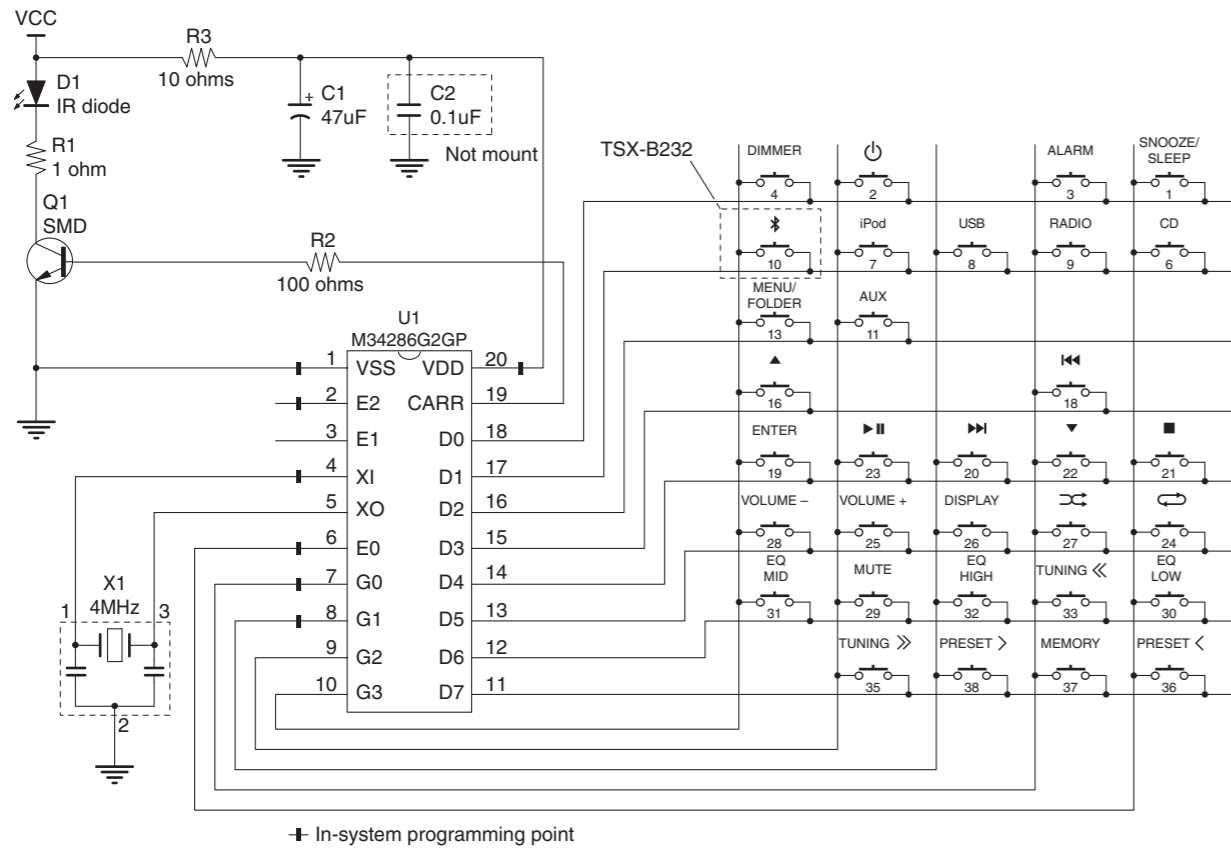 VCC
R3
10 ohms
D1
IR diode
+
C1
47uF
C2
0.1uF
Not mount
R1
1 ohm
Q1
SMD
R2
100 ohms
U1
M34286G2GP
1 VSS VDD 20
2 E2 CARR 19
3 E1 D0 18
4 XI D1 17
5 XO D2 16
6 E0 D3 15
7 G0 D4 14
8 G1 D5 13
9 G2 D6 12
10 G3 D7 11
X1
4MHz
1 3
2
TSX-B232
DIMMER ALARM SNOOZE/
SLEEP
4 2 3 1
iPod USB RADIO CD
10 7 8 9 6
MENU/
FOLDER AUX
13 11
16 18
ENTER
19 23 20 22 21
VOLUME – VOLUME + DISPLAY
28 25 26 27 24
EQ
MID MUTE EQ
HIGH TUNING EQ
LOW
31 29 32 33 30
TUNING PRESET MEMORY PRESET
35 38 37 36
In-system programming point